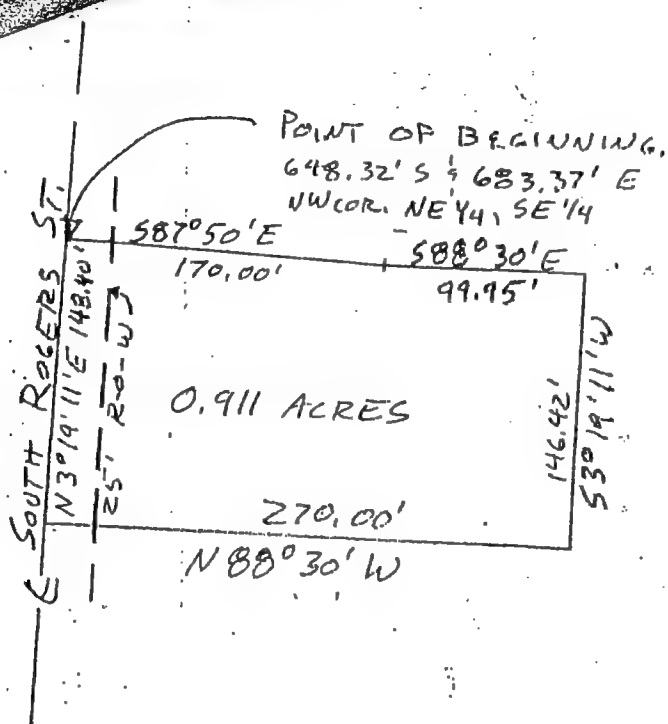 POINT OF BEGINNING.
648.32' S & 683.37' E
NWCOR. NE 1/4, SE 1/4
S87°50'E
170.00'
S88°30'E
99.95'
SOUTH ROGERS ST.
N3°19'11"E 148.40'
25' R-O-W
0.911 ACRES
146.42'
S3°19'11"W
270.00'
N88°30'W